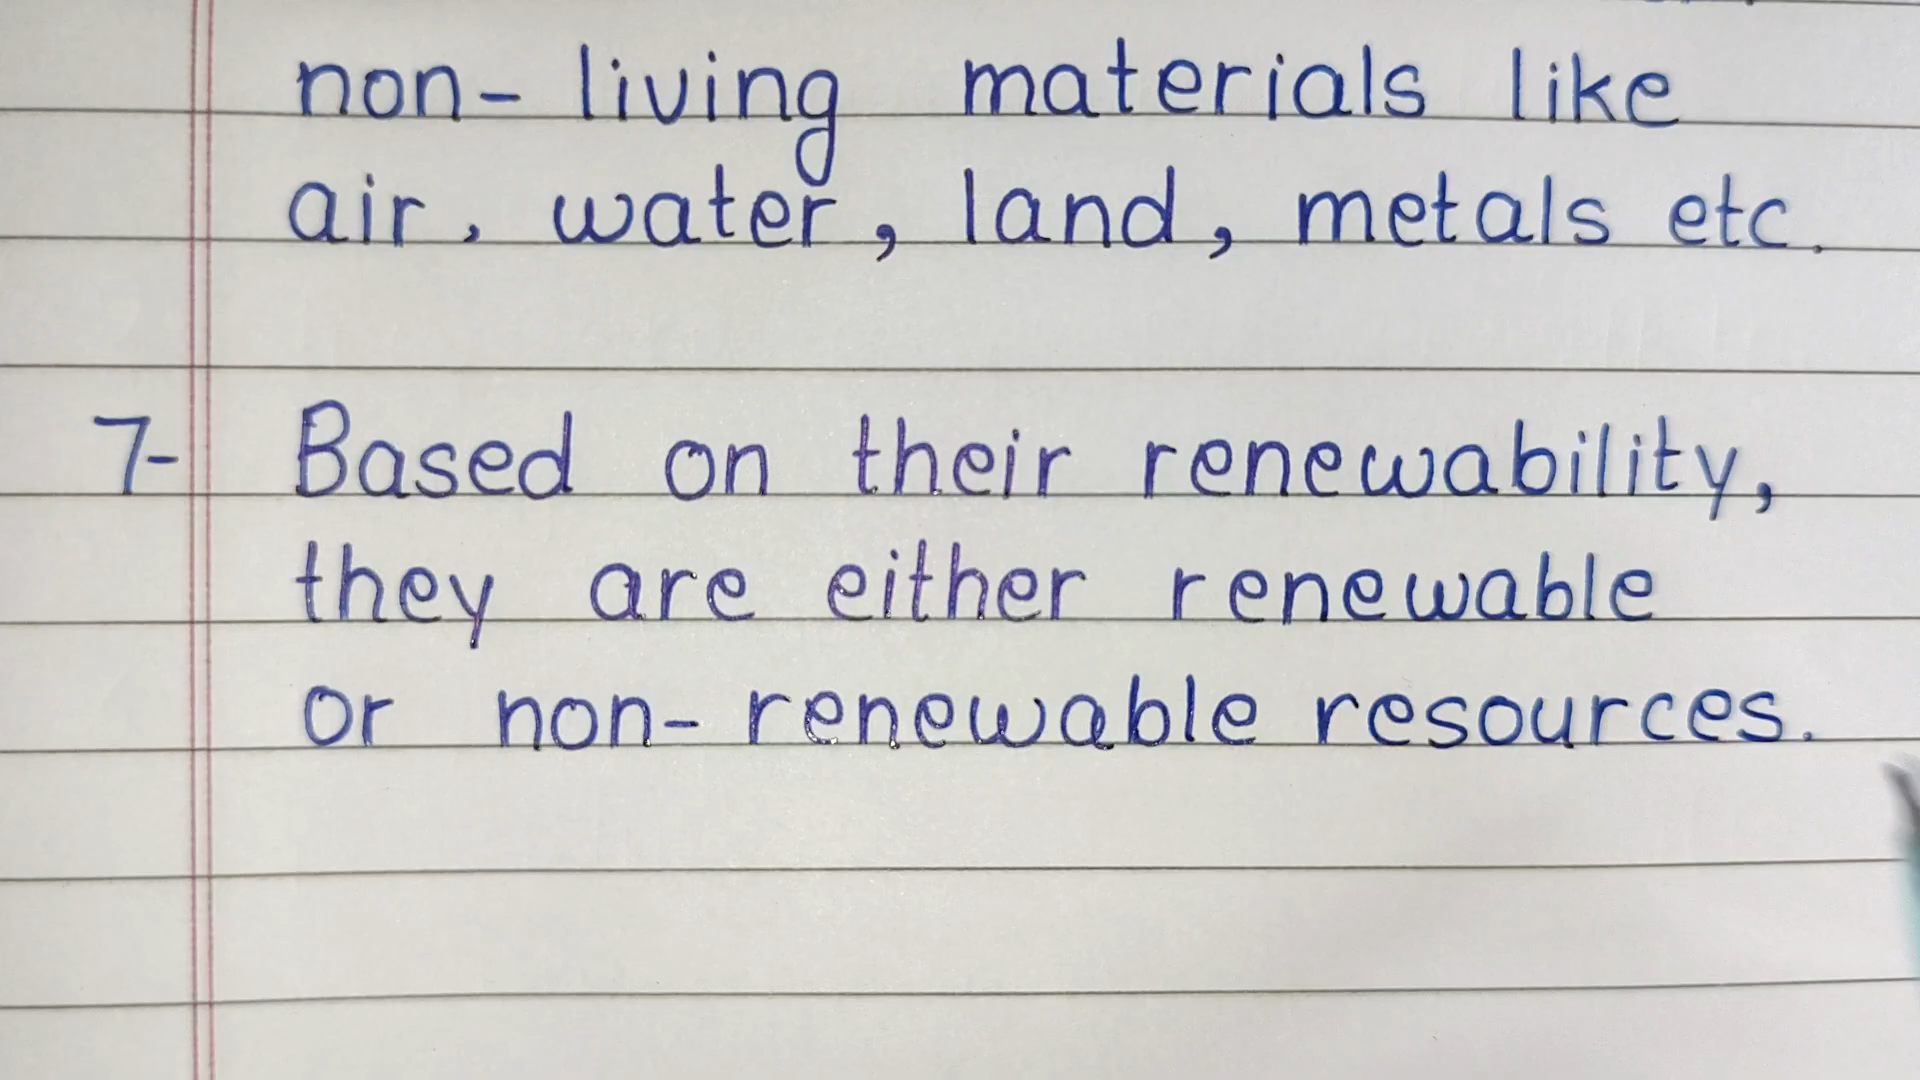 non-living materials like
air, water, land, metals etc.
7- Based on their renewability,
they are either renewable
or non-renewable resources.